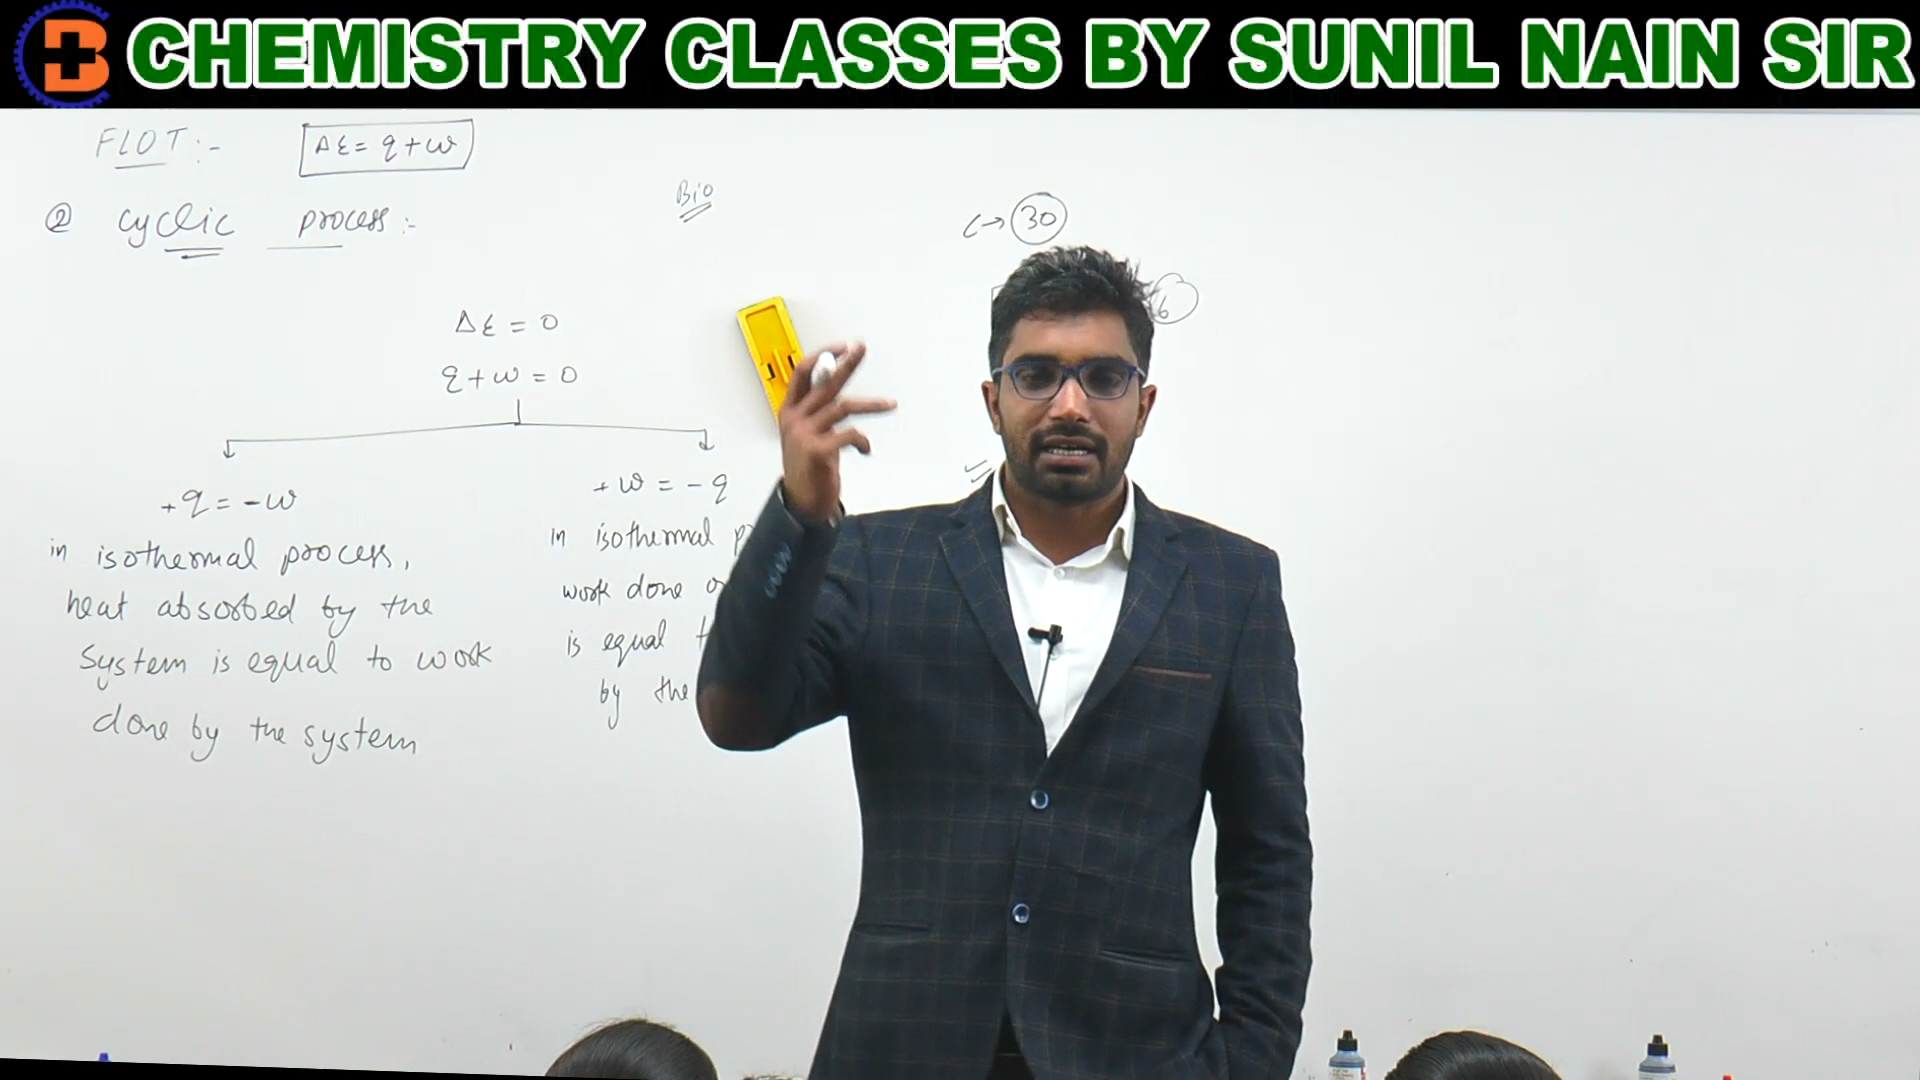 CHEMISTRY CLASSES BY SUNIL NAIN SIR
FLOT:- ΔE = q + w
Bio
② cyclic process:-
30
6
ΔE = 0
q + w = 0
+q = -w
in isothermal process,
heat absorbed by the
system is equal to work
done by the system
+w = -q
in isothermal
work done
is equal
by the